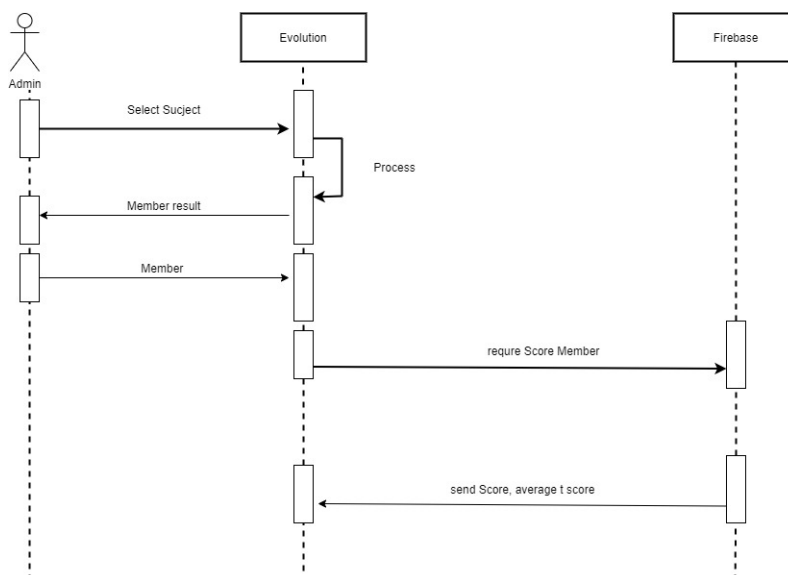 Evolution
Firebase
Admin
Select Sucject
Process
Member result
Member
requre Score Member
send Score, average t score